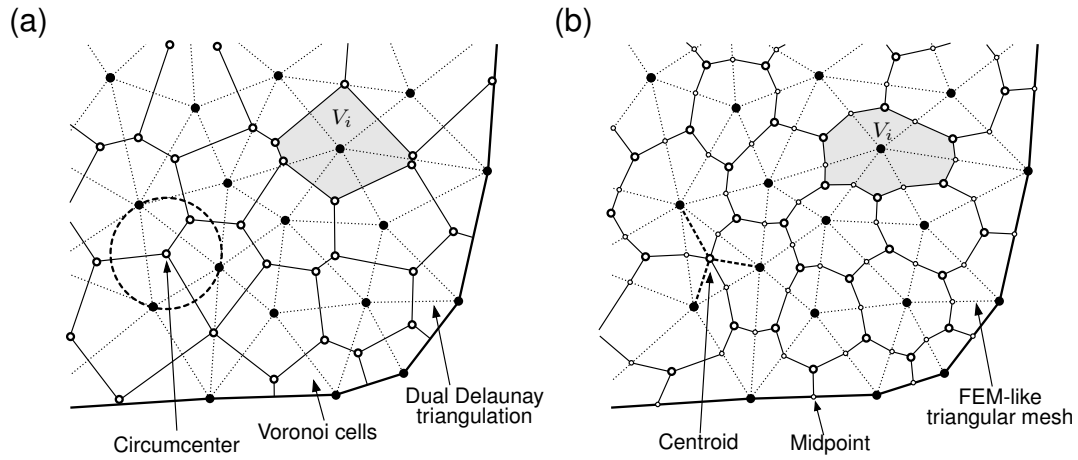 (a)
(b)
V_i
V_i
Dual Delaunay
triangulation
FEM-like
triangular mesh
Voronoi cells
Circumcenter
Centroid
Midpoint